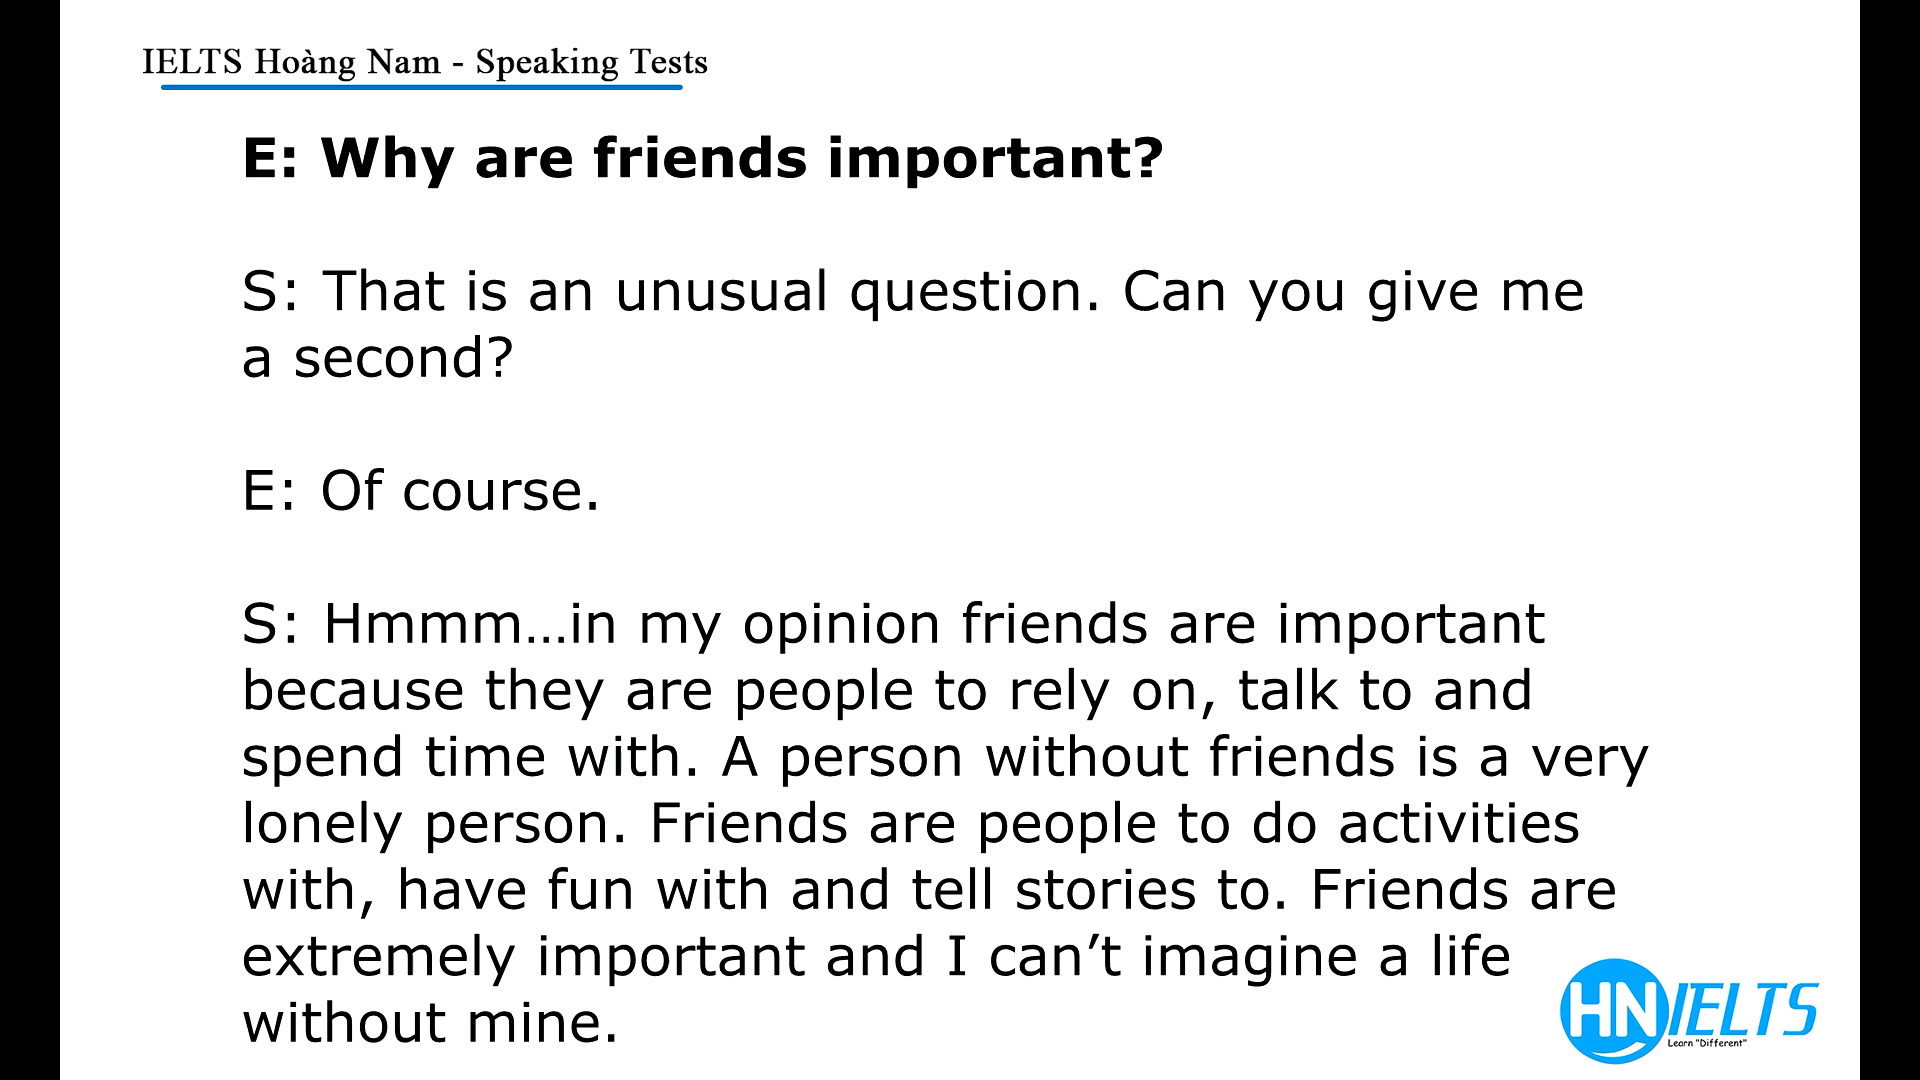 IELTS Hoàng Nam - Speaking Tests
E: Why are friends important?
S: That is an unusual question. Can you give me
a second?
E: Of course.
S: Hmmm…in my opinion friends are important
because they are people to rely on, talk to and
spend time with. A person without friends is a very
lonely person. Friends are people to do activities
with, have fun with and tell stories to. Friends are
extremely important and I can’t imagine a life
without mine.
HNIELTS
Learn "Different"